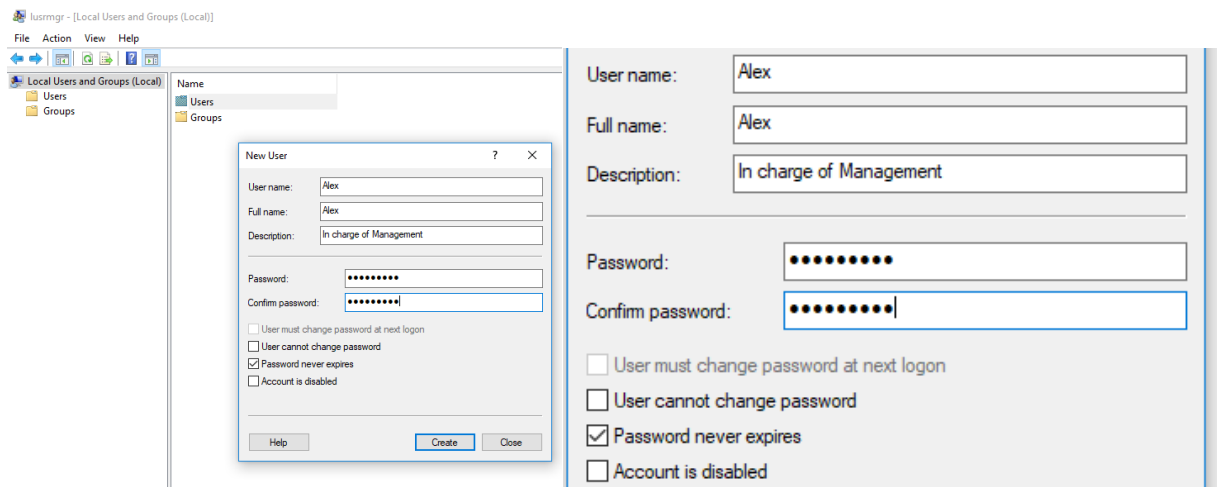 lusrmgr - [Local Users and Groups (Local)]
File Action View Help
Local Users and Groups (Local)
Users
Groups
Name
Users
Groups
New User ? ×
User name: Alex
Full name: Alex
Description: In charge of Management
Password: ●●●●●●●●●
Confirm password: ●●●●●●●●●
User must change password at next logon
User cannot change password
Password never expires
Account is disabled
Help Create Close
User name: Alex
Full name: Alex
Description: In charge of Management
Password: ●●●●●●●●●
Confirm password: ●●●●●●●●●
User must change password at next logon
User cannot change password
Password never expires
Account is disabled